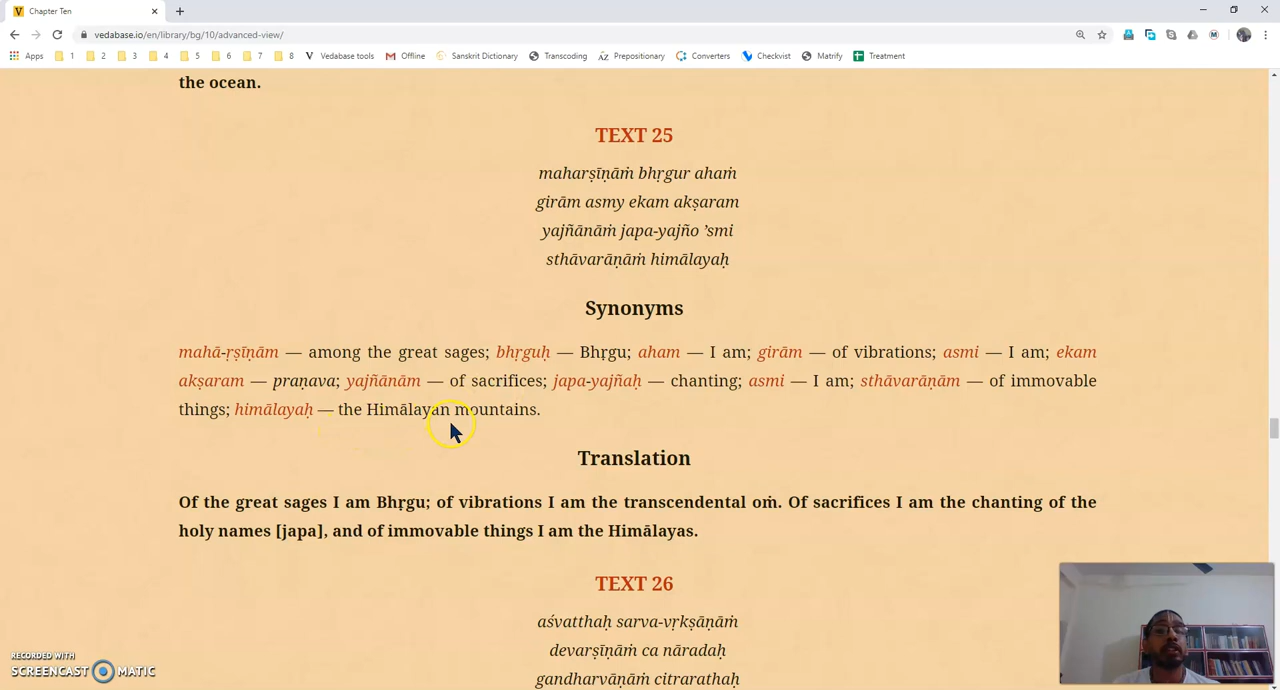 Chapter Ten
vedabase.io/en/library/bg/10/advanced-view/
Apps 1 2 3 4 5 6 7 8 Vedabase tools Offline Sanskrit Dictionary Transcoding Prepositionary Converters Checkvist Matrify Treatment
the ocean.
TEXT 25
maharṣīṇāṁ bhṛgur ahaṁ
girām asmy ekam akṣaram
yajñānāṁ japa-yajño ’smi
sthāvarāṇāṁ himālayaḥ
Synonyms
mahā-ṛṣīṇām — among the great sages; bhṛguḥ — Bhṛgu; aham — I am; girām — of vibrations; asmi — I am; ekam
akṣaram — praṇava; yajñānām — of sacrifices; japa-yajñaḥ — chanting; asmi — I am; sthāvarāṇām — of immovable
things; himālayaḥ — the Himālayan mountains.
Translation
Of the great sages I am Bhṛgu; of vibrations I am the transcendental oṁ. Of sacrifices I am the chanting of the
holy names [japa], and of immovable things I am the Himālayas.
TEXT 26
aśvatthaḥ sarva-vṛkṣāṇāṁ
devarṣīṇāṁ ca nāradaḥ
gandharvāṇāṁ citrarathaḥ
RECORDED WITH
SCREENCAST MATIC